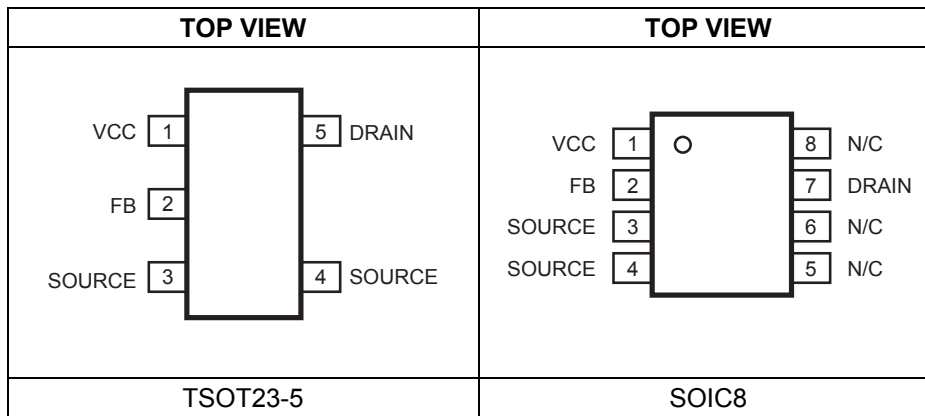 TOP VIEW
TOP VIEW
VCC 1 5 DRAIN
FB 2
SOURCE 3 4 SOURCE
VCC 1 8 N/C
FB 2 7 DRAIN
SOURCE 3 6 N/C
SOURCE 4 5 N/C
TSOT23-5
SOIC8